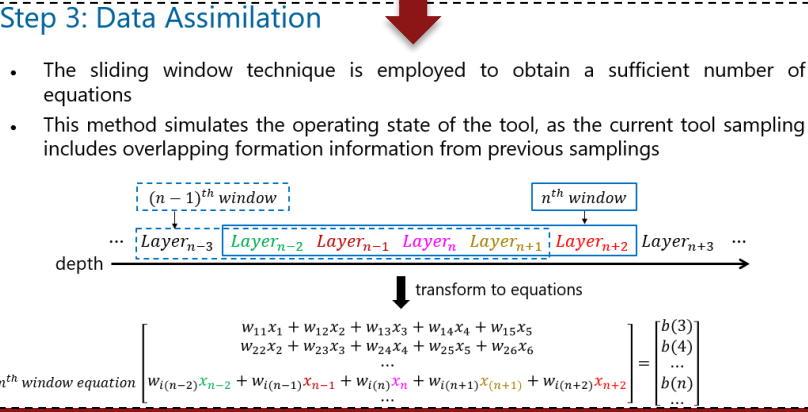 Step 3: Data Assimilation
• The sliding window technique is employed to obtain a sufficient number of
equations
• This method simulates the operating state of the tool, as the current tool sampling
includes overlapping formation information from previous samplings
(n − 1)ᵗʰ window nᵗʰ window
⋯ Layerₙ₋₃ Layerₙ₋₂ Layerₙ₋₁ Layerₙ Layerₙ₊₁ Layerₙ₊₂ Layerₙ₊₃ ⋯
depth
transform to equations
w₁₁x₁ + w₁₂x₂ + w₁₃x₃ + w₁₄x₄ + w₁₅x₅ b(3)
w₂₂x₂ + w₂₃x₃ + w₂₄x₄ + w₂₅x₅ + w₂₆x₆ b(4)
⋯ = ⋯
nᵗʰ window equation wᵢ₍ₙ₋₂₎xₙ₋₂ + wᵢ₍ₙ₋₁₎xₙ₋₁ + wᵢ₍ₙ₎xₙ + wᵢ₍ₙ₊₁₎x₍ₙ₊₁₎ + wᵢ₍ₙ₊₂₎xₙ₊₂ b(n)
⋯ ⋯